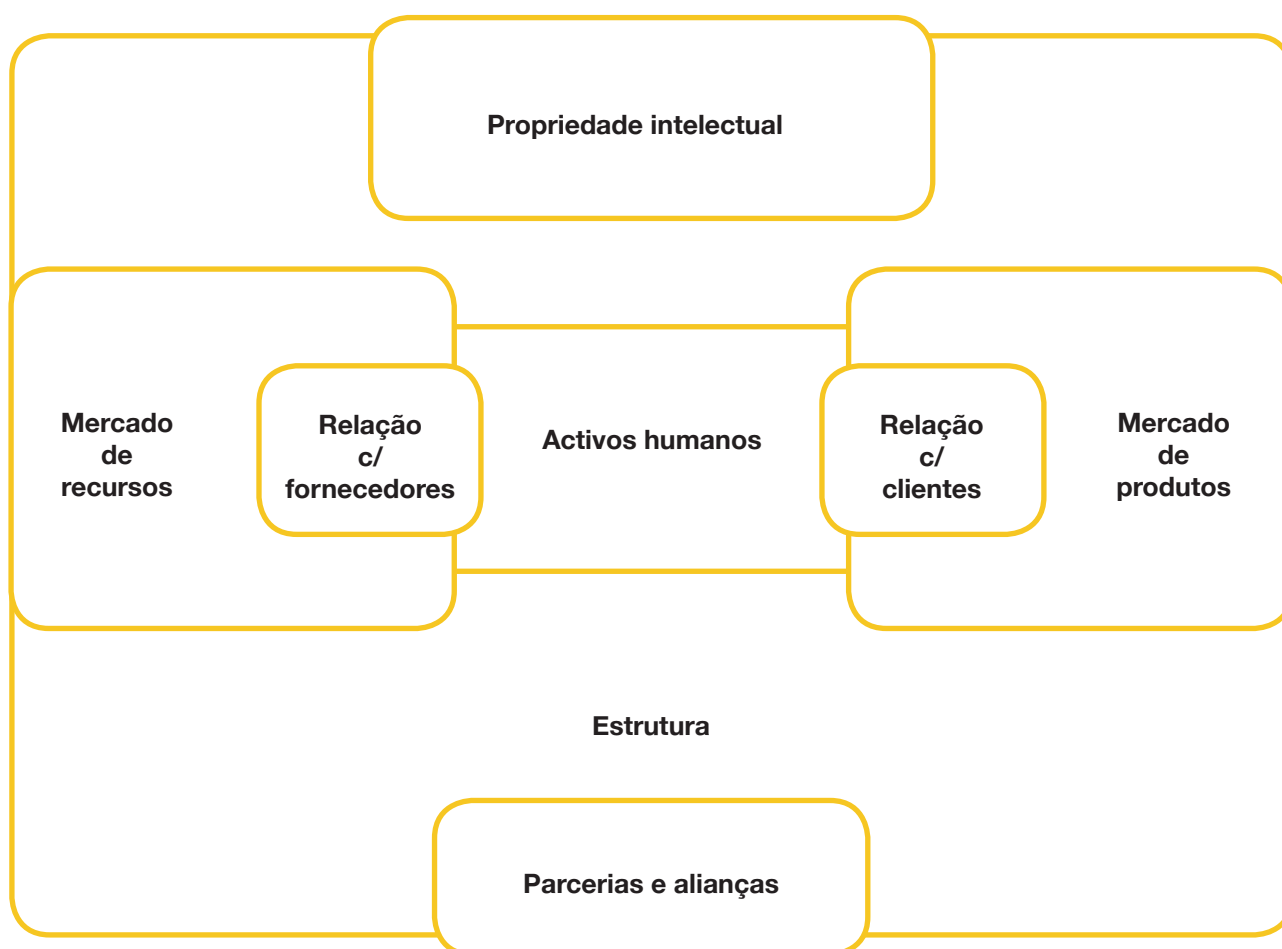 Propriedade intelectual
Mercado
de
recursos
Relação
c/
fornecedores
Activos humanos
Relação
c/
clientes
Mercado
de
produtos
Estrutura
Parcerias e alianças